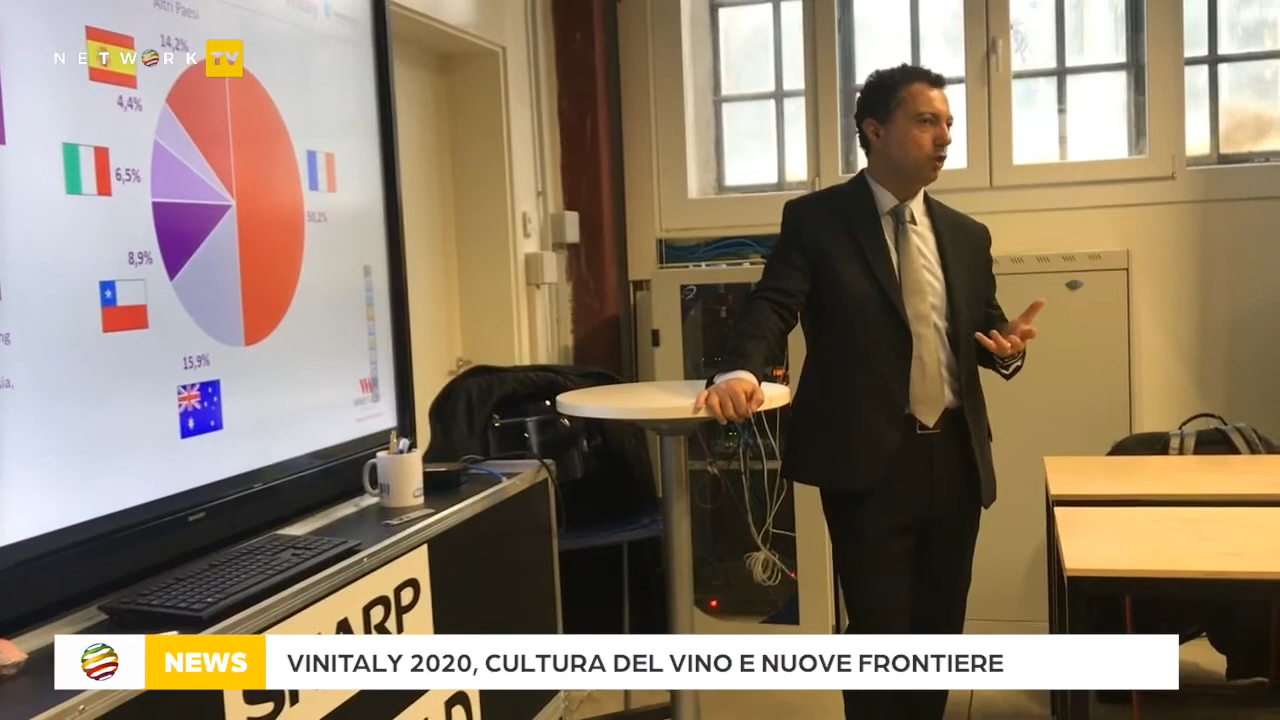 Altri Paesi
NETWORK TV
14,2%
4,4%
6,5%
50,2%
8,9%
15,9%
SHARP
NEWS VINITALY 2020, CULTURA DEL VINO E NUOVE FRONTIERE